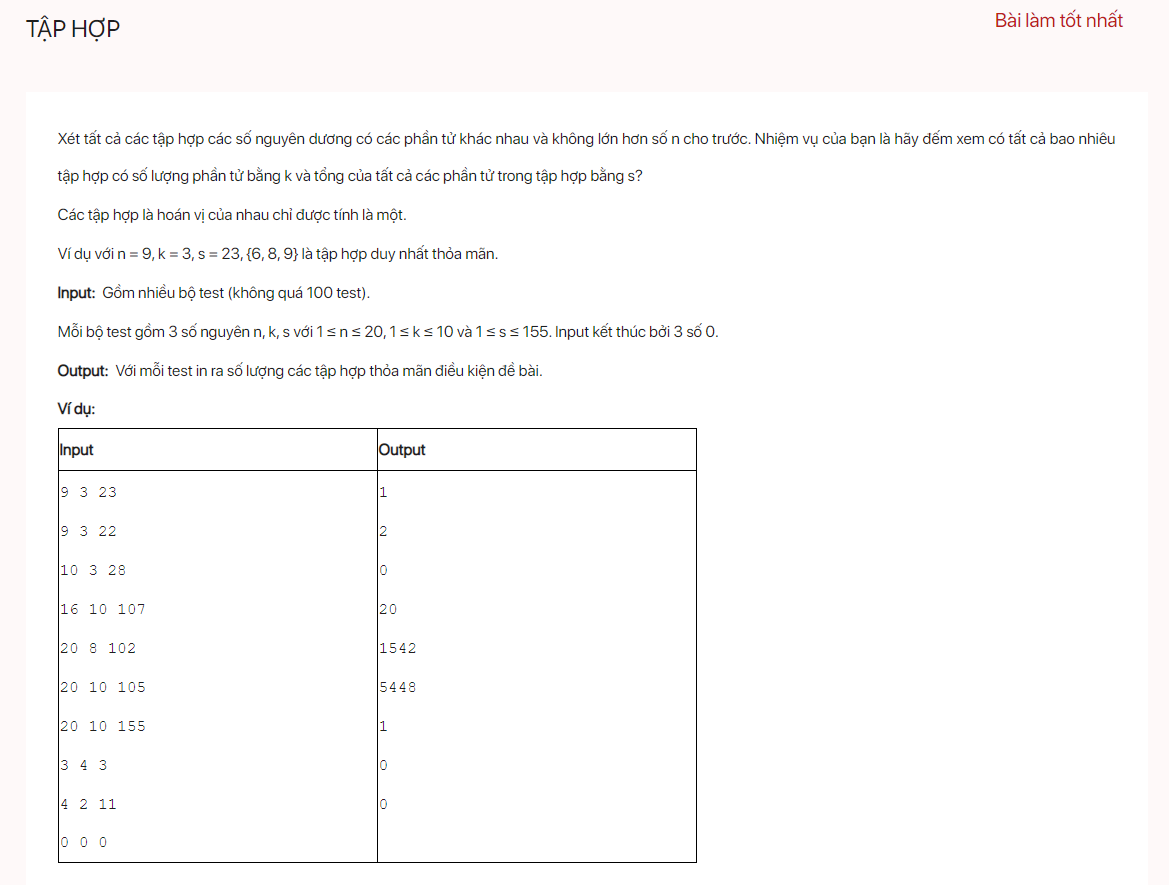 TẬP HỢP
Bài làm tốt nhất
Xét tất cả các tập hợp các số nguyên dương có các phần tử khác nhau và không lớn hơn số n cho trước. Nhiệm vụ của bạn là hãy đếm xem có tất cả bao nhiêu
tập hợp có số lượng phần tử bằng k và tổng của tất cả các phần tử trong tập hợp bằng s?
Các tập hợp là hoán vị của nhau chỉ được tính là một.
Ví dụ với n = 9, k = 3, s = 23, {6, 8, 9} là tập hợp duy nhất thỏa mãn.
Input: Gồm nhiều bộ test (không quá 100 test).
Mỗi bộ test gồm 3 số nguyên n, k, s với 1 ≤ n ≤ 20, 1 ≤ k ≤ 10 và 1 ≤ s ≤ 155. Input kết thúc bởi 3 số 0.
Output: Với mỗi test in ra số lượng các tập hợp thỏa mãn điều kiện đề bài.
Ví dụ:
Input Output
9 3 23 1
9 3 22 2
10 3 28 0
16 10 107 20
20 8 102 1542
20 10 105 5448
20 10 155 1
3 4 3 0
4 2 11 0
0 0 0